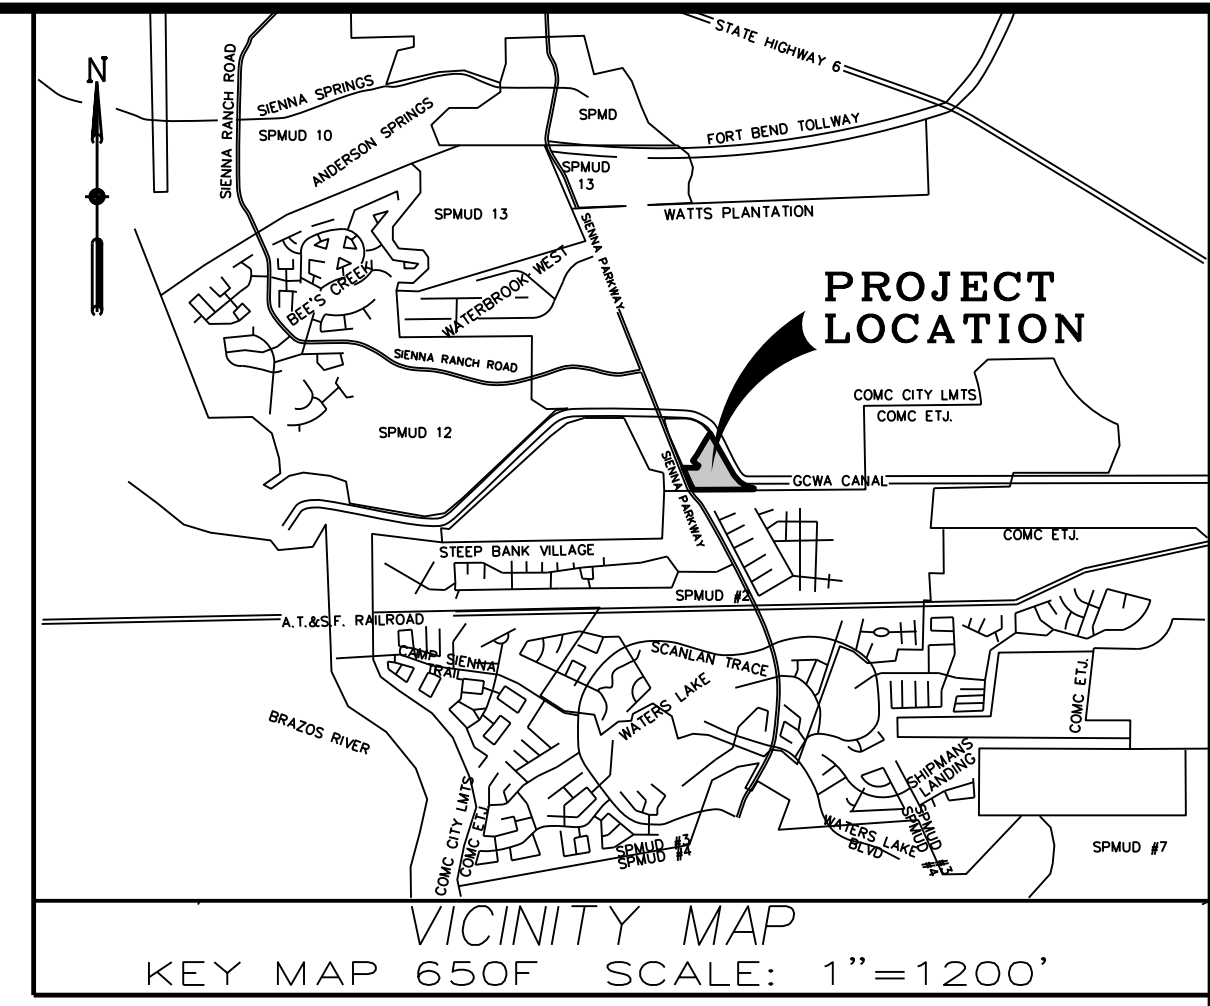 STATE HIGHWAY 6
N
SIENNA RANCH ROAD
SIENNA SPRINGS
SPMUD 10
ANDERSON SPRINGS
SPMD
FORT BEND TOLLWAY
SPMUD
13
SPMUD 13
WATTS PLANTATION
SIENNA PARKWAY
BEE'S CREEK
WATERBROOK WEST
PROJECT
LOCATION
SIENNA RANCH ROAD
COMC CITY LMTS
COMC ETJ.
SPMUD 12
SIENNA PARKWAY
GCWA CANAL
COMC ETJ.
STEEP BANK VILLAGE
SPMUD #2
A.T.&S.F. RAILROAD
CAMP SIENNA
TRAIL
SCANLAN TRACE
WATERS LAKE
COMC ETJ.
BRAZOS RIVER
SHIPMANS
LANDING
COMC CITY LMTS
COMC ETJ.
SPMUD #3
SPMUD #4
WATERS LAKE
BLVD
SPMUD #3
SPMUD #4
SPMUD #7
VICINITY MAP
KEY MAP 650F SCALE: 1"=1200'